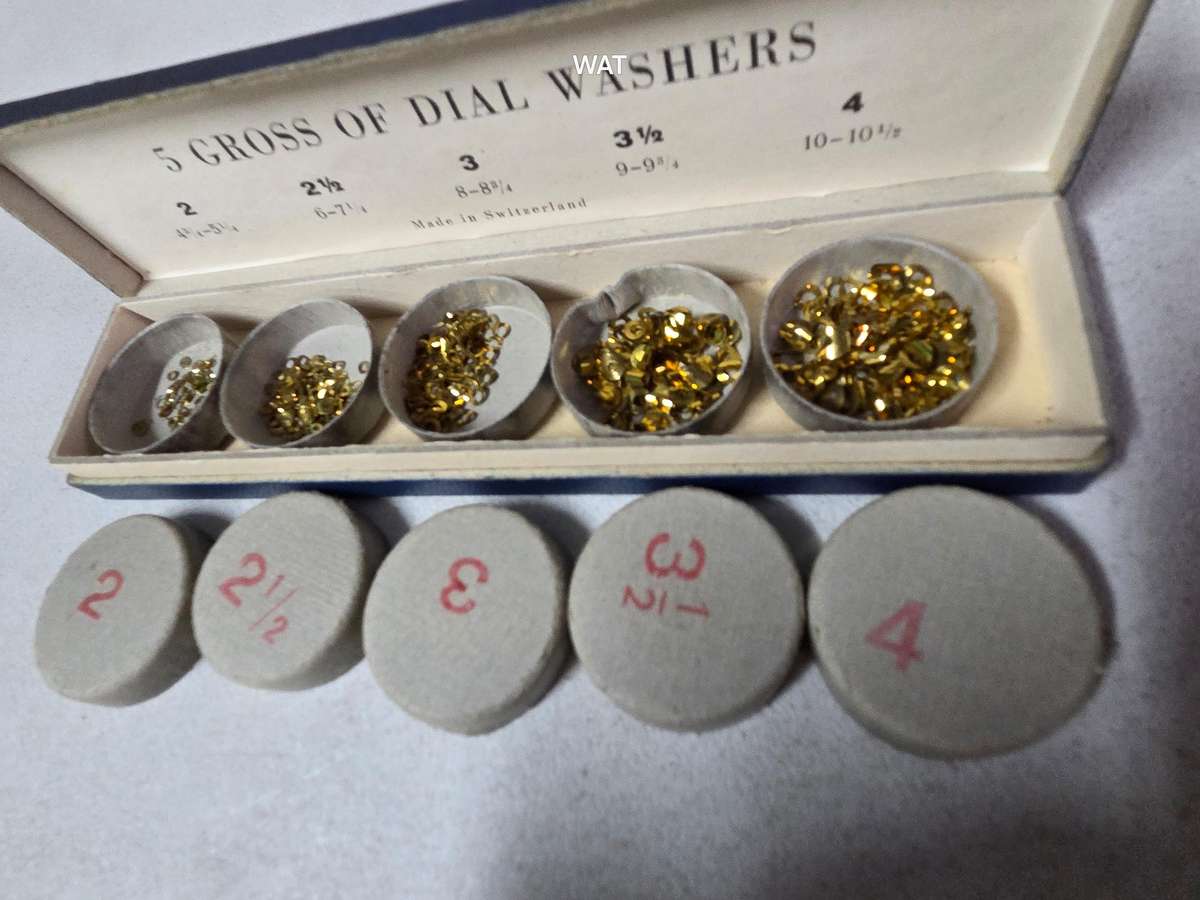 WAT
5 GROSS OF DIAL WASHERS
2 2½ 3 3½ 4
4¾-5¼ 6-7¼ 8-8¾ 9-9¾ 10-10½
Made in Switzerland
2 2½ 3 3½ 4